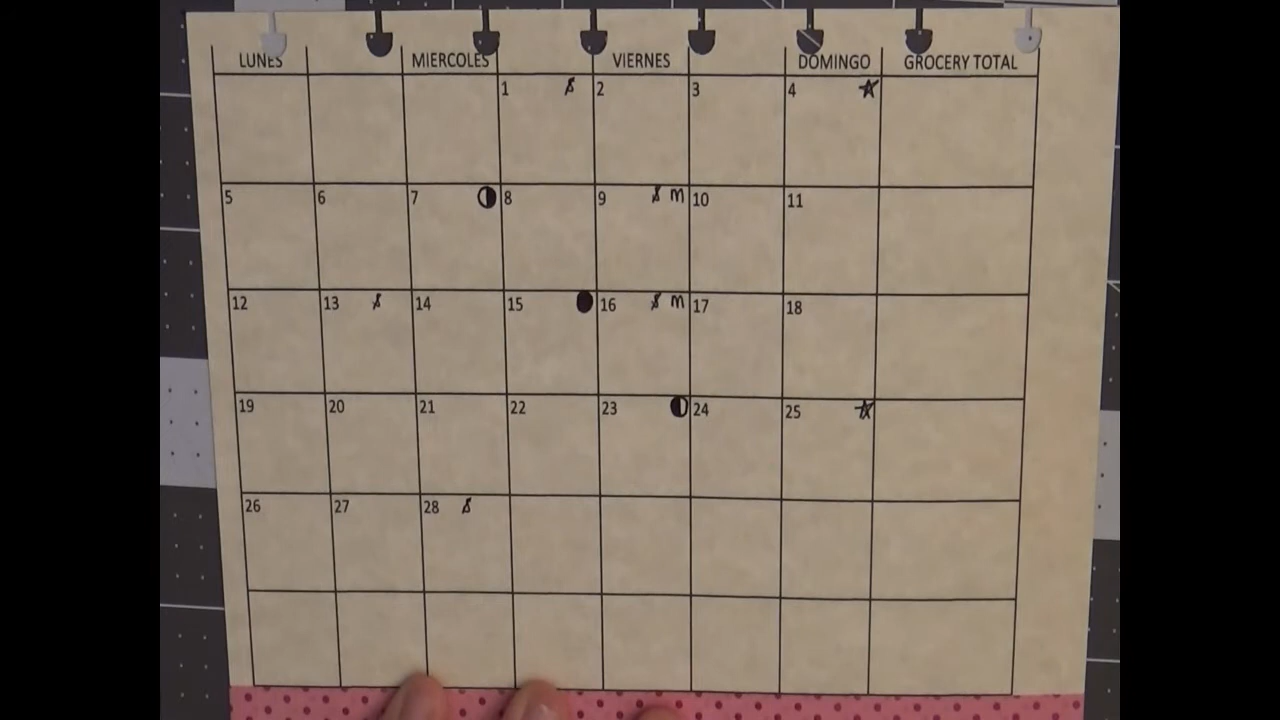 LUNES MIERCOLES VIERNES DOMINGO GROCERY TOTAL
1 $ 2 3 4
5 6 7 8 9 $ m 10 11
12 13 $ 14 15 16 $ m 17 18
19 20 21 22 23 24 25
26 27 28 $